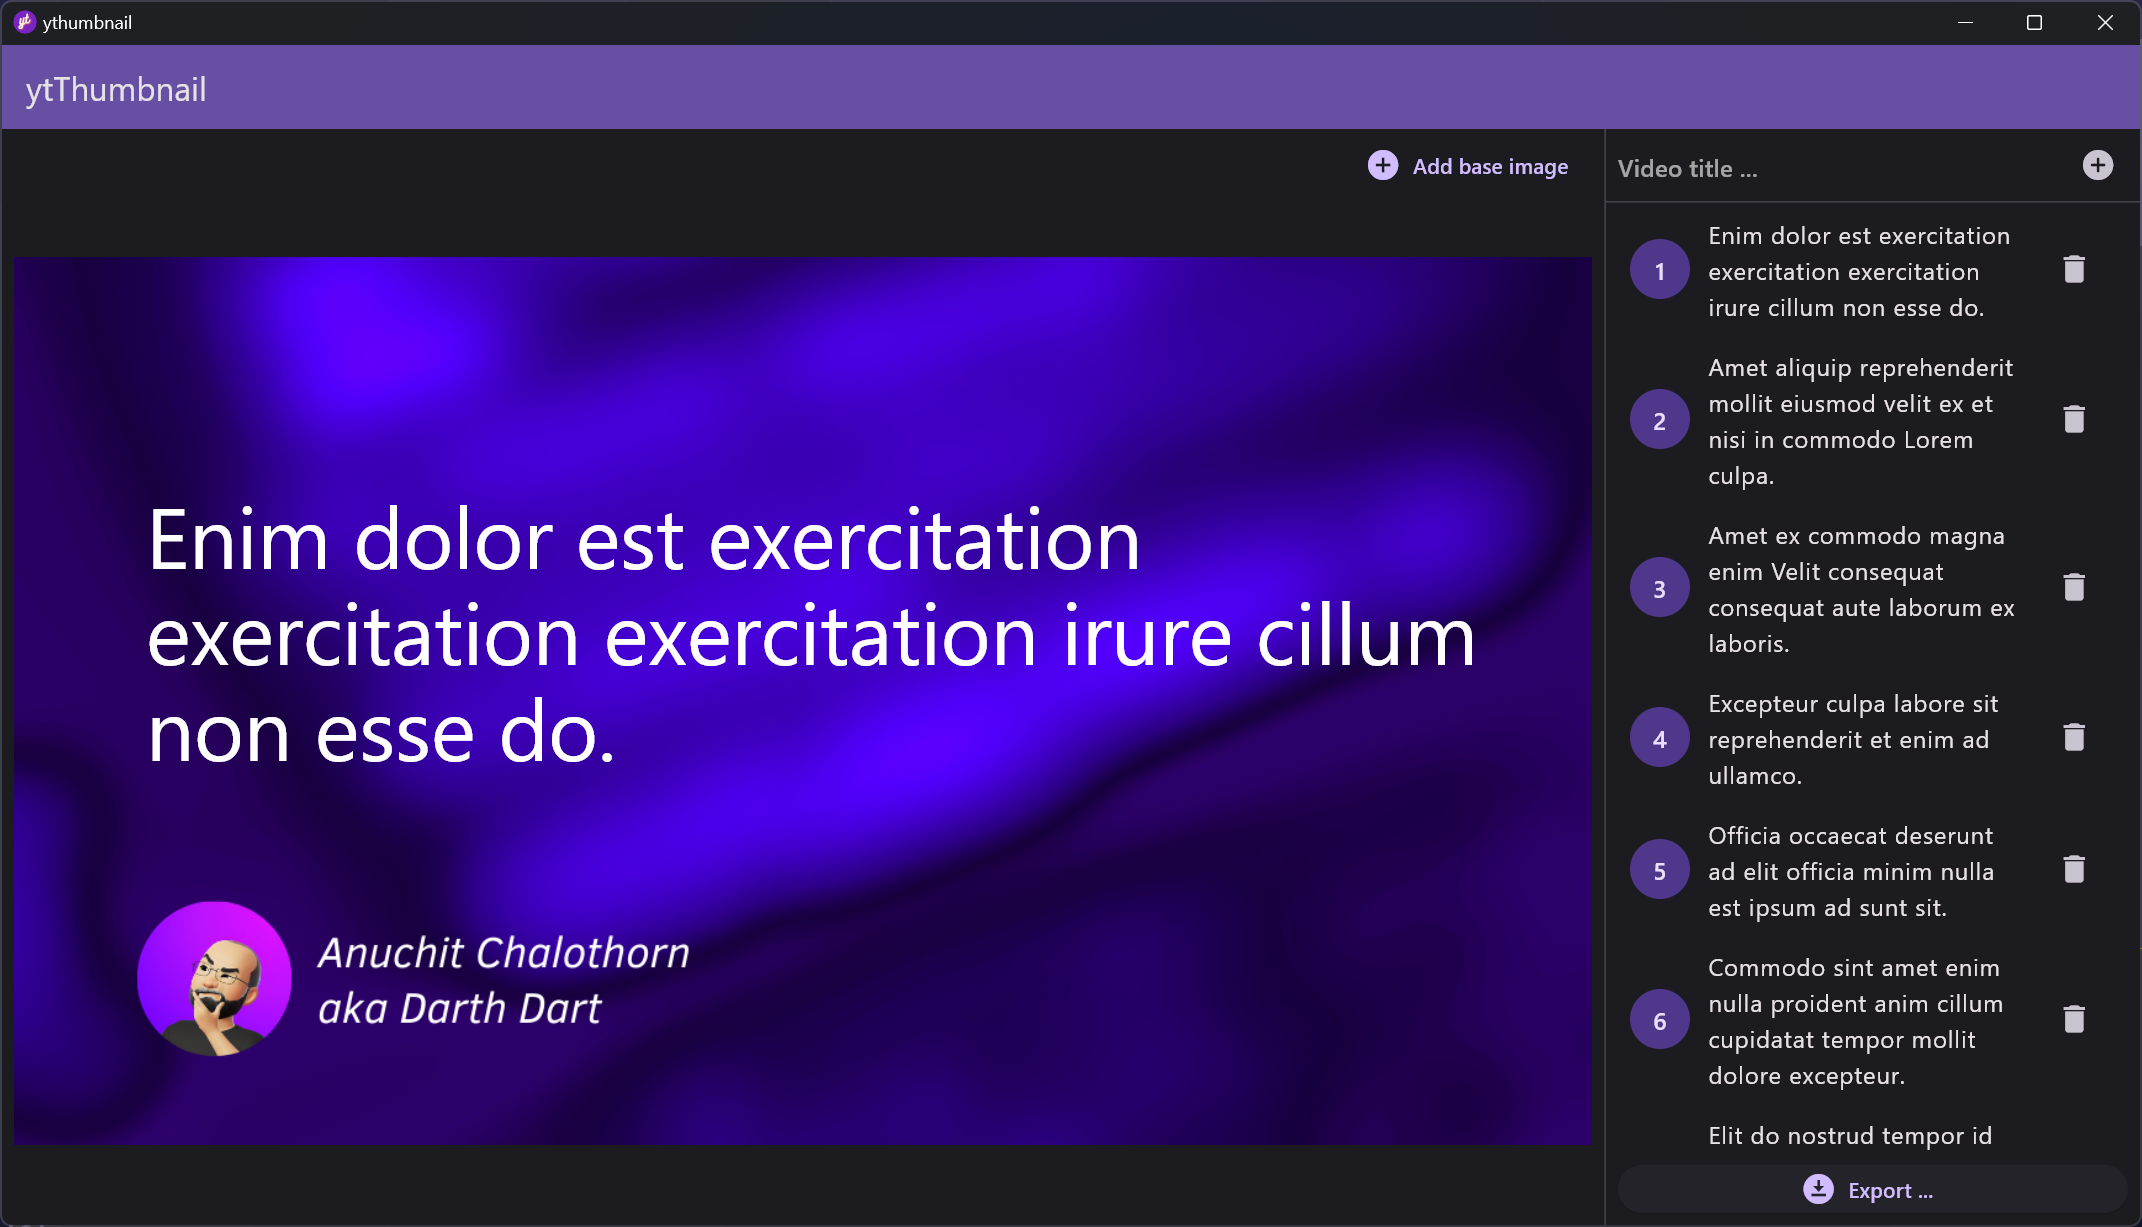 yt ythumbnail
ytThumbnail
Add base image
Enim dolor est exercitation
exercitation exercitation irure cillum
non esse do.
Anuchit Chalothorn
aka Darth Dart
Video title ...
1
Enim dolor est exercitation
exercitation exercitation
irure cillum non esse do.
2
Amet aliquip reprehenderit
mollit eiusmod velit ex et
nisi in commodo Lorem
culpa.
3
Amet ex commodo magna
enim Velit consequat
consequat aute laborum ex
laboris.
4
Excepteur culpa labore sit
reprehenderit et enim ad
ullamco.
5
Officia occaecat deserunt
ad elit officia minim nulla
est ipsum ad sunt sit.
6
Commodo sint amet enim
nulla proident anim cillum
cupidatat tempor mollit
dolore excepteur.
Elit do nostrud tempor id
Export ...